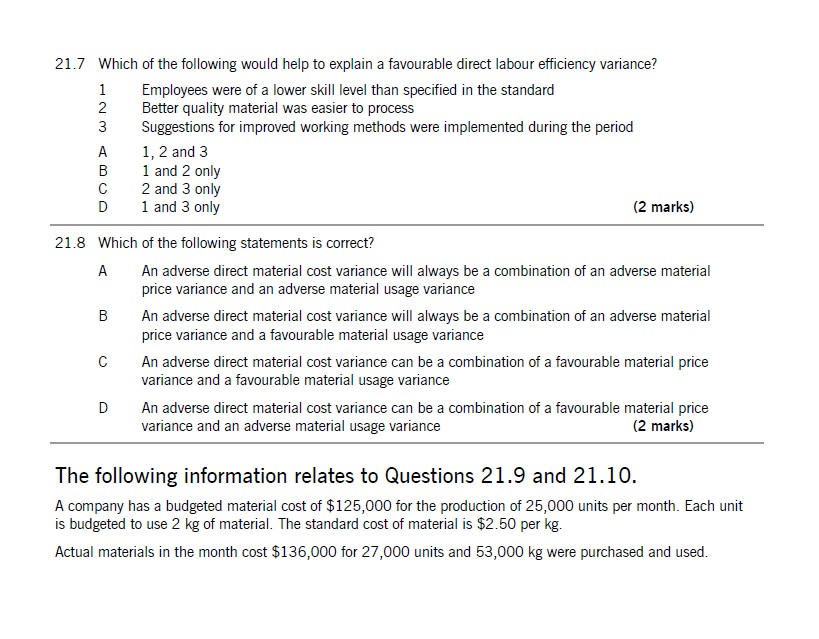 21.7 Which of the following would help to explain a favourable direct labour efficiency variance?
1 Employees were of a lower skill level than specified in the standard
2 Better quality material was easier to process
3 Suggestions for improved working methods were implemented during the period
A 1, 2 and 3
B 1 and 2 only
C 2 and 3 only
D 1 and 3 only (2 marks)
21.8 Which of the following statements is correct?
A An adverse direct material cost variance will always be a combination of an adverse material
price variance and an adverse material usage variance
B An adverse direct material cost variance will always be a combination of an adverse material
price variance and a favourable material usage variance
C An adverse direct material cost variance can be a combination of a favourable material price
variance and a favourable material usage variance
D An adverse direct material cost variance can be a combination of a favourable material price
variance and an adverse material usage variance (2 marks)
The following information relates to Questions 21.9 and 21.10.
A company has a budgeted material cost of $125,000 for the production of 25,000 units per month. Each unit
is budgeted to use 2 kg of material. The standard cost of material is $2.50 per kg.
Actual materials in the month cost $136,000 for 27,000 units and 53,000 kg were purchased and used.